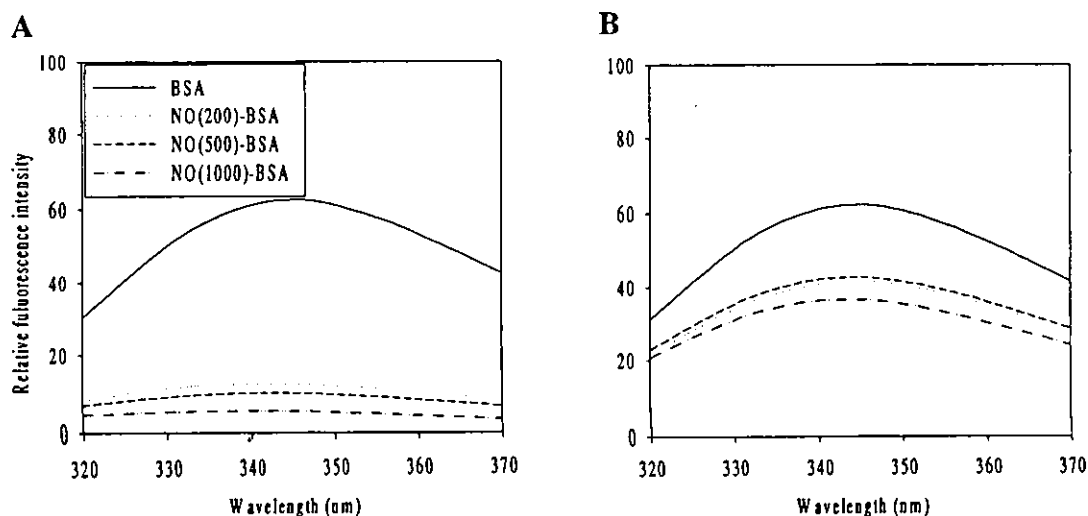 A
B
100
80
60
40
20
0
BSA
NO(200)-BSA
NO(500)-BSA
NO(1000)-BSA
Relative fuluorescence intensity
320 330 340 350 360 370
Wavelength (nm)
100
80
60
40
20
0
320 330 340 350 360 370
Wavelength (nm)